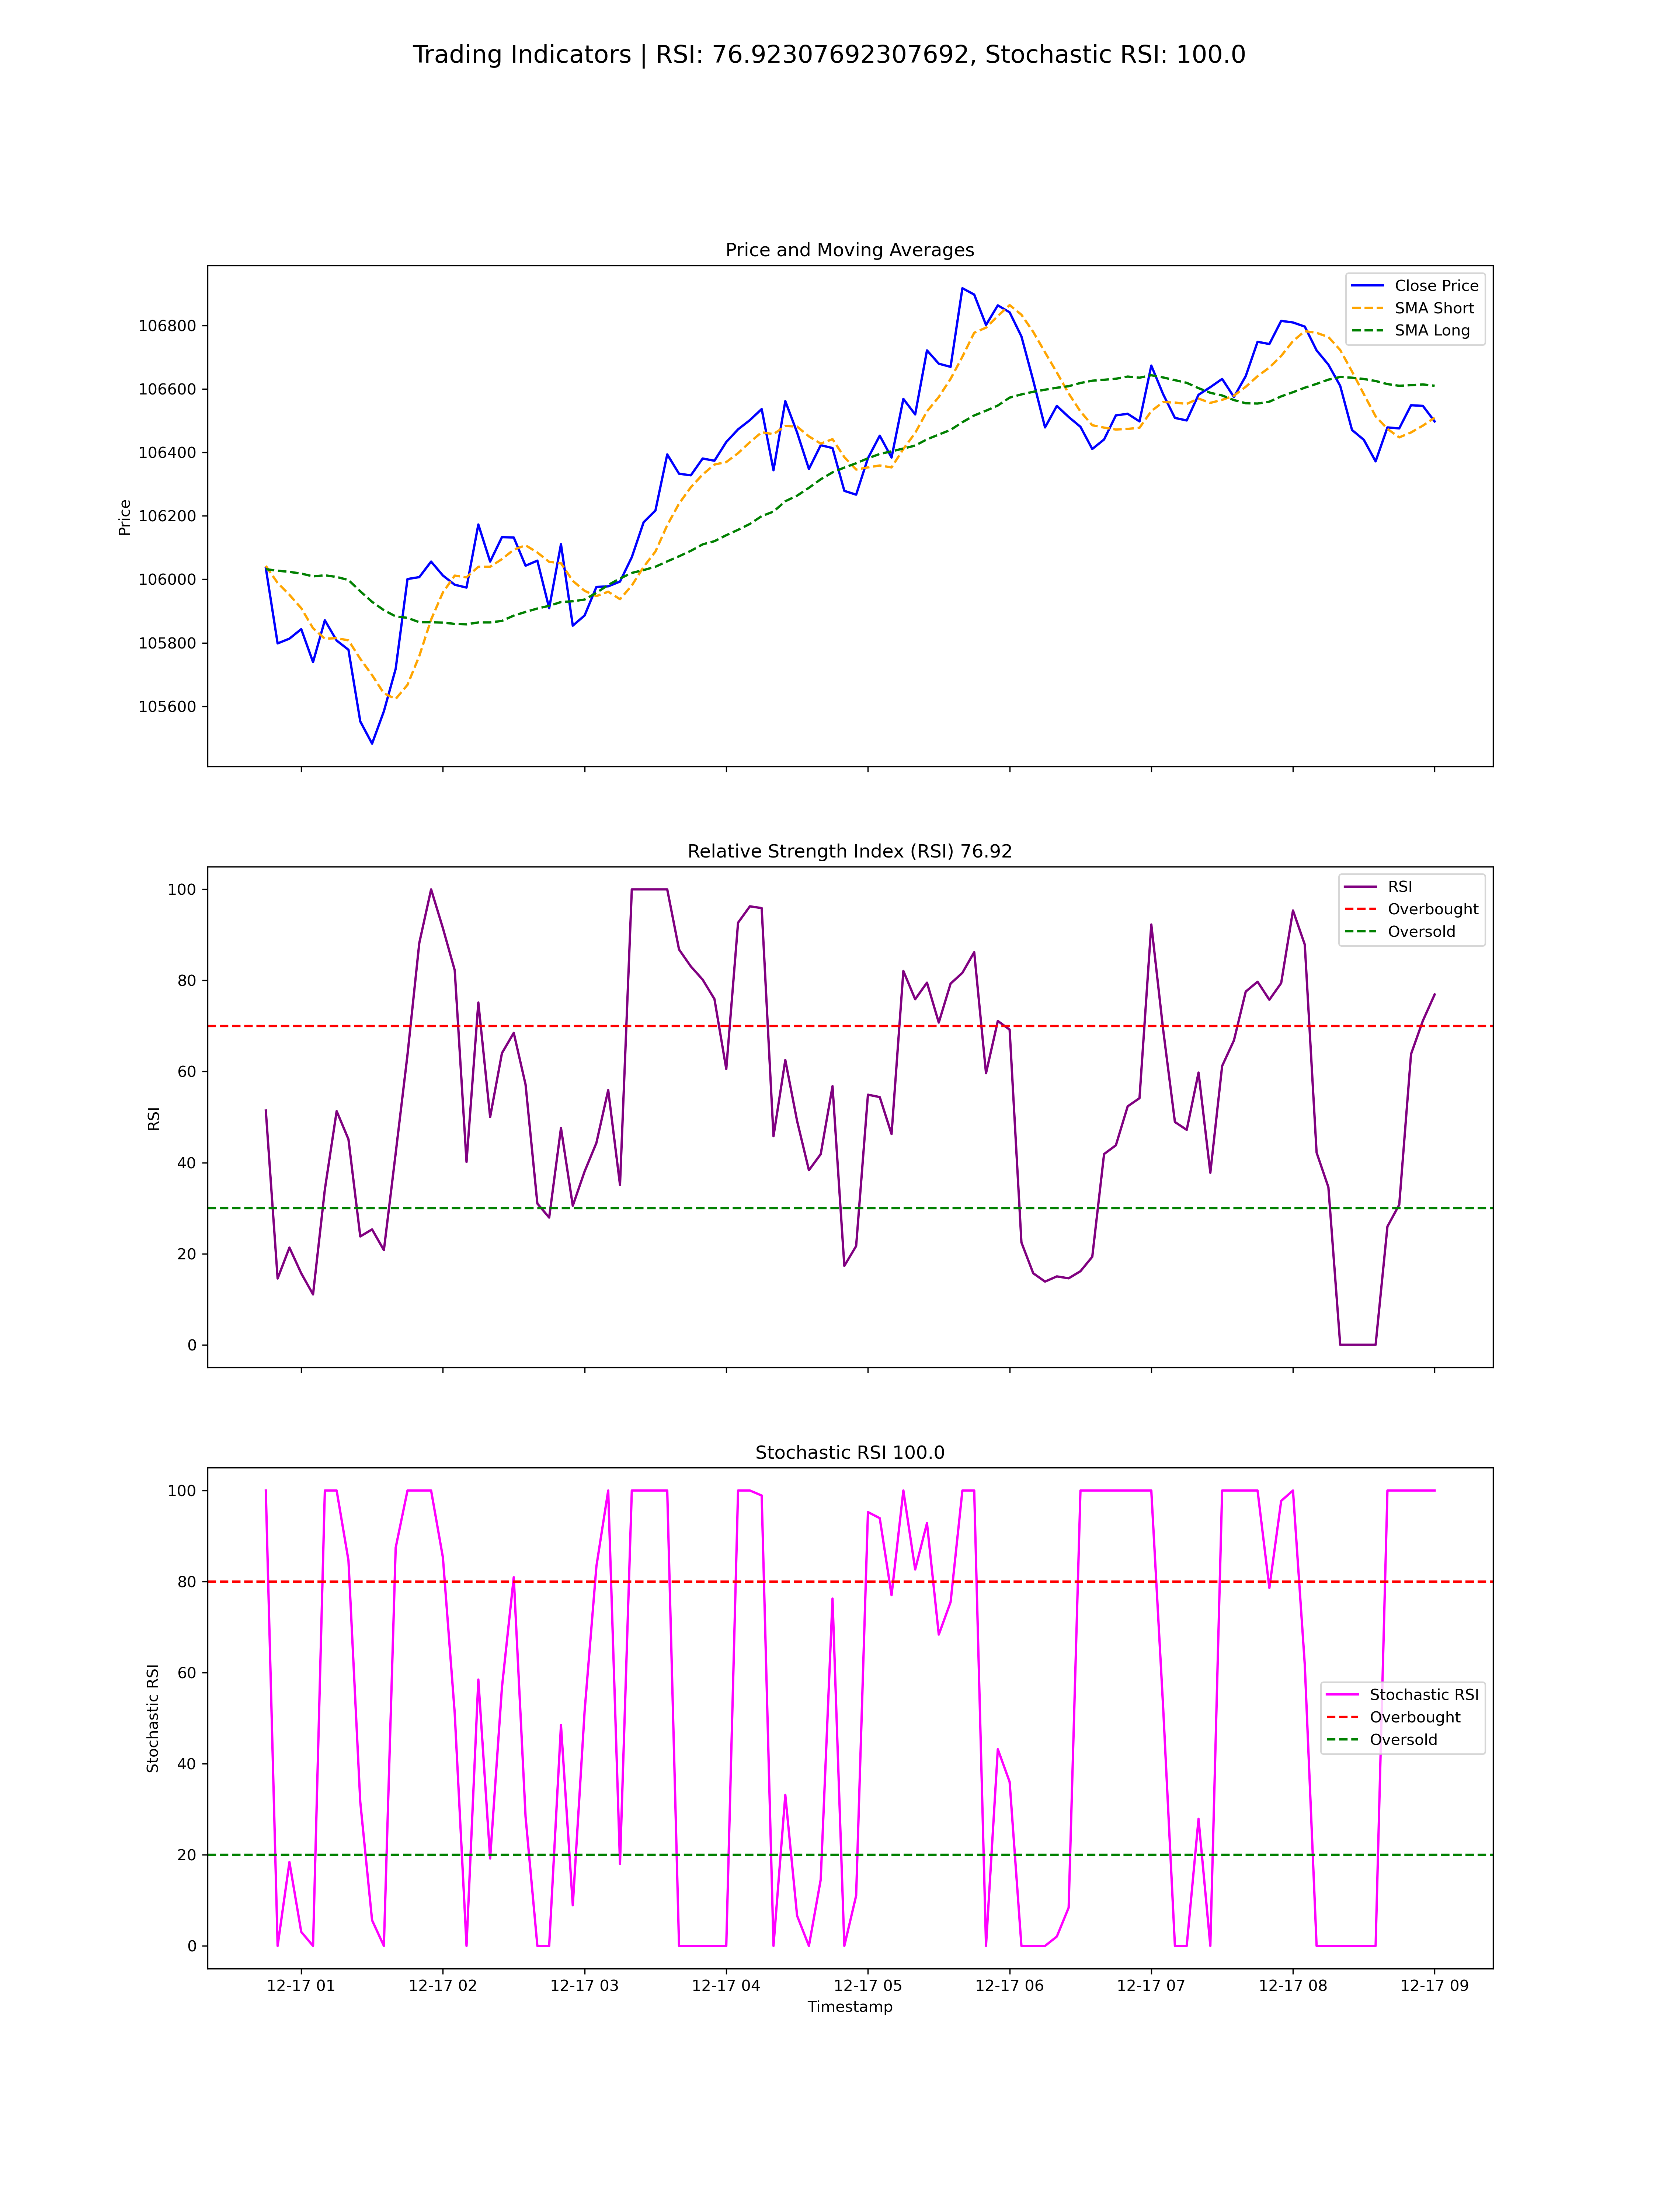 Trading Indicators | RSI: 76.92307692307692, Stochastic RSI: 100.0
Price and Moving Averages
Close Price
SMA Short
SMA Long
Price
106800
106600
106400
106200
106000
105800
105600
Relative Strength Index (RSI) 76.92
RSI
Overbought
Oversold
RSI
100
80
60
40
20
0
Stochastic RSI 100.0
Stochastic RSI
Overbought
Oversold
Stochastic RSI
100
80
60
40
20
0
12-17 01 12-17 02 12-17 03 12-17 04 12-17 05 12-17 06 12-17 07 12-17 08 12-17 09
Timestamp